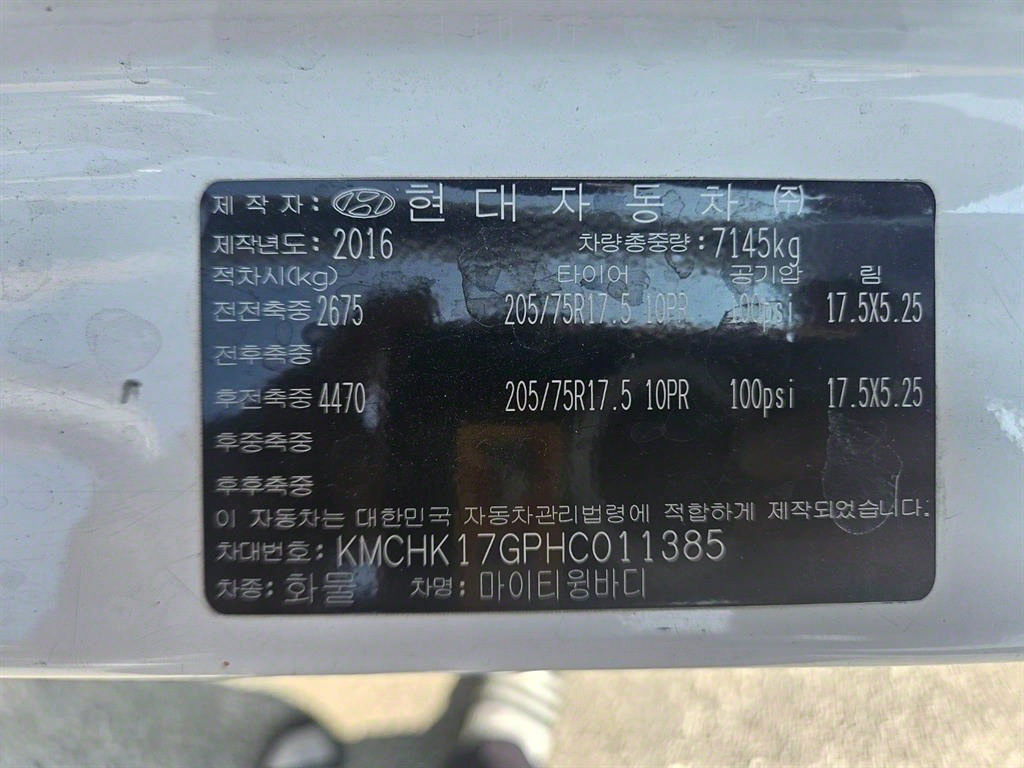 제작자: 현대자동차 ㈜
제작년도: 2016 차량총중량: 7145kg
적차시(kg) 타이어 공기압 림
전전축중 2675 205/75R17.5 10PR 100psi 17.5X5.25
전후축중
후전축중 4470 205/75R17.5 10PR 100psi 17.5X5.25
후중축중
후후축중
이 자동차는 대한민국 자동차관리법령에 적합하게 제작되었습니다.
차대번호: KMCHK17GPHC011385
차종: 화물 차명: 마이티윙바디